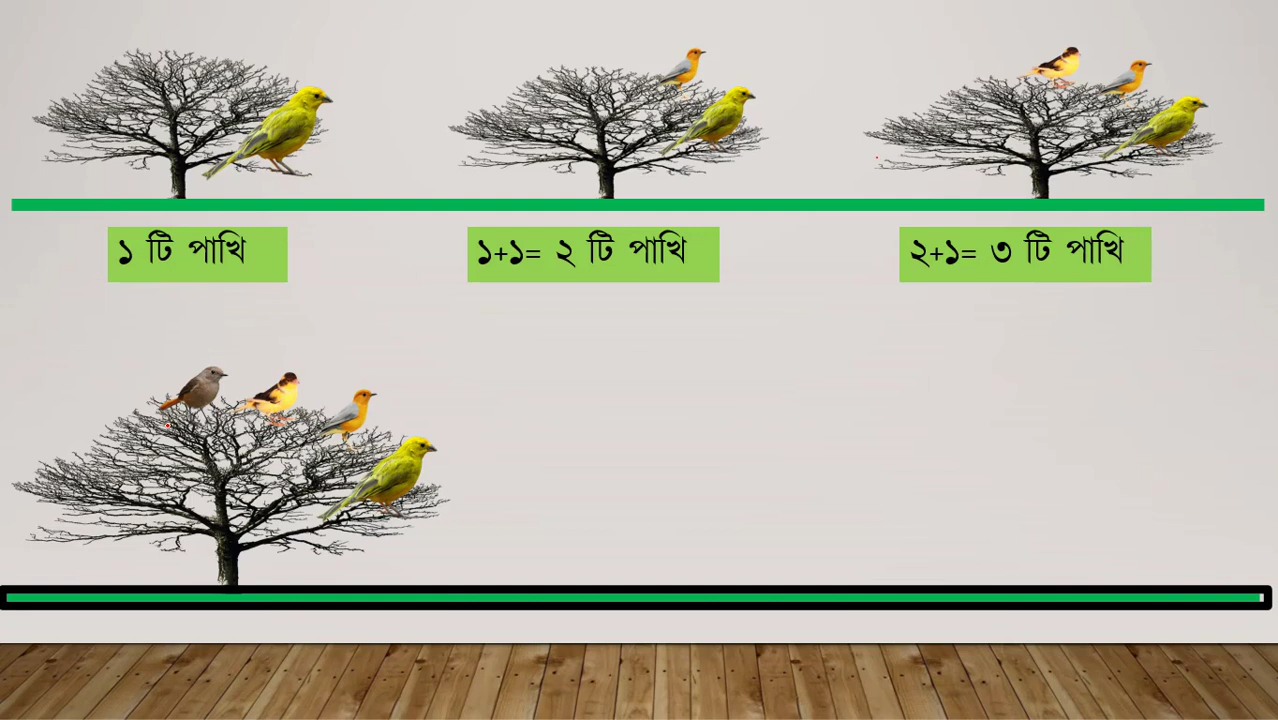 ১ টি পাখি
১+১= ২ টি পাখি
২+১= ৩ টি পাখি